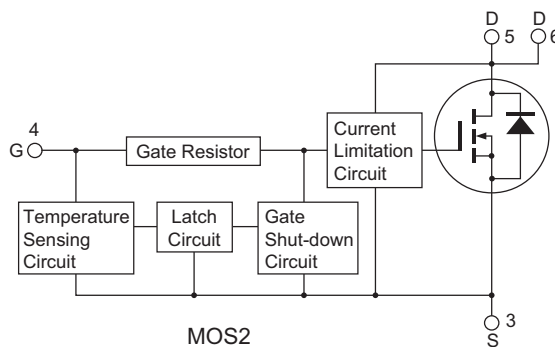 D
D
5
6
4
G
Gate Resistor
Current
Limitation
Circuit
Temperature
Sensing
Circuit
Latch
Circuit
Gate
Shut-down
Circuit
3
S
MOS2